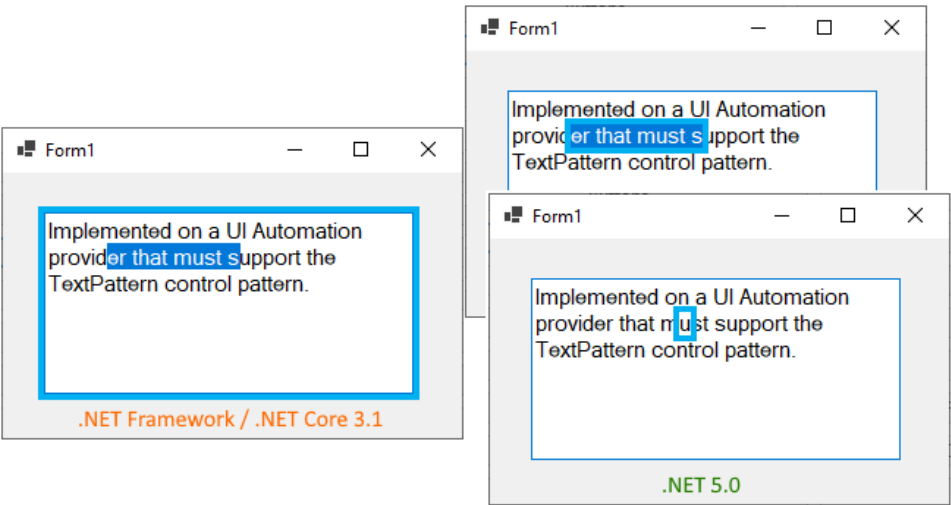 Form1
Implemented on a UI Automation
provider that must support the
TextPattern control pattern.
.NET Framework / .NET Core 3.1
Form1
Implemented on a UI Automation
provider that must support the
TextPattern control pattern.
Form1
Implemented on a UI Automation
provider that must support the
TextPattern control pattern.
.NET 5.0